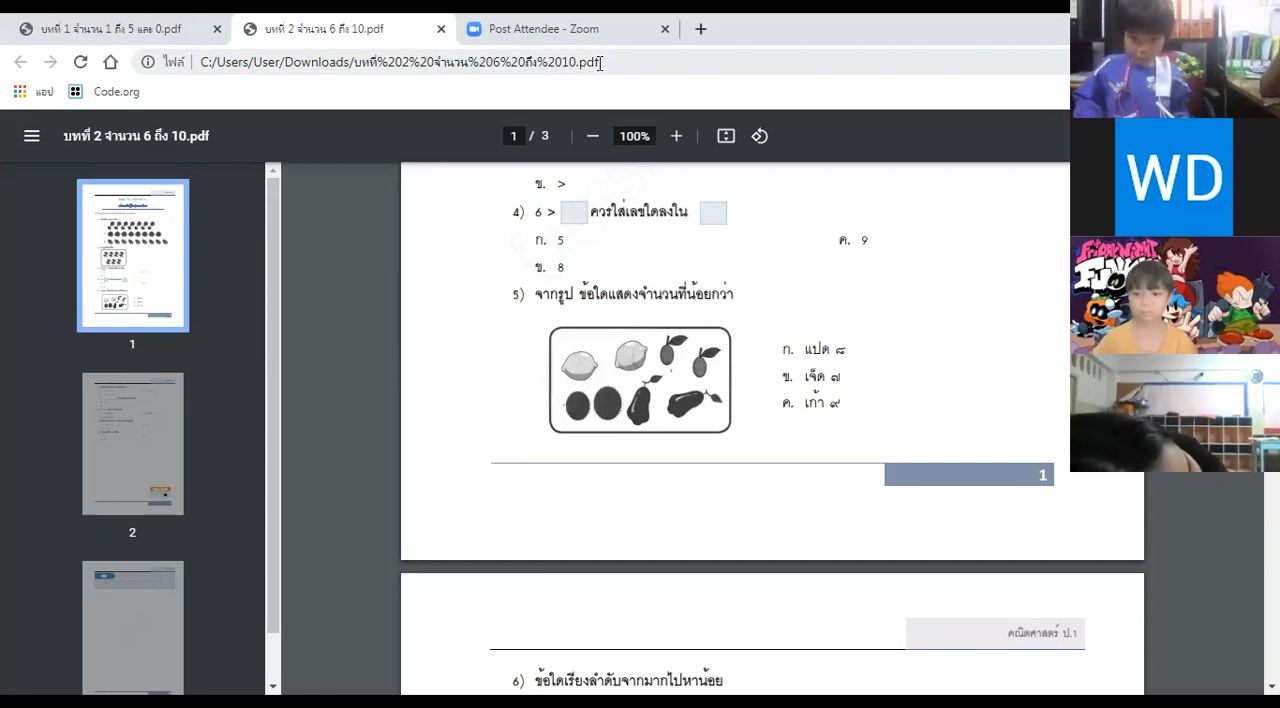 บทที่ 1 จำนวน 1 ถึง 5 และ 0.pdf
บทที่ 2 จำนวน 6 ถึง 10.pdf
Post Attendee - Zoom
ไฟล์ C:/Users/User/Downloads/บทที่%202%20จำนวน%206%20ถึง%2010.pdf
แอป Code.org
บทที่ 2 จำนวน 6 ถึง 10.pdf
1 / 3 100%
ข. >
4) 6 > ควรใส่เลขใดลงใน
ก. 5 ค. 9
ข. 8
5) จากรูป ข้อใดแสดงจำนวนที่น้อยกว่า
ก. แปด ๘
ข. เจ็ด ๗
ค. เก้า ๙
1
คณิตศาสตร์ ป.1
6) ข้อใดเรียงลำดับจากมากไปหาน้อย
1
2
WD
FRIDAY NIGHT